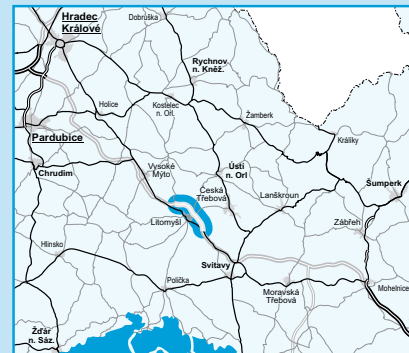 Hradec
Králové
Dobruška
Rychnov
n. Kněž.
Holice
Kostelec
n. Orl.
Žamberk
Pardubice
Králíky
Chrudim
Vysoké
Mýto
Ústí
n. Orl
Šumperk
Česká
Třebová
Lanškroun
Litomyšl
Zábřeh
Hlinsko
Svitavy
Polička
Moravská
Třebová
Mohelnice
Žďár
n. Sáz.